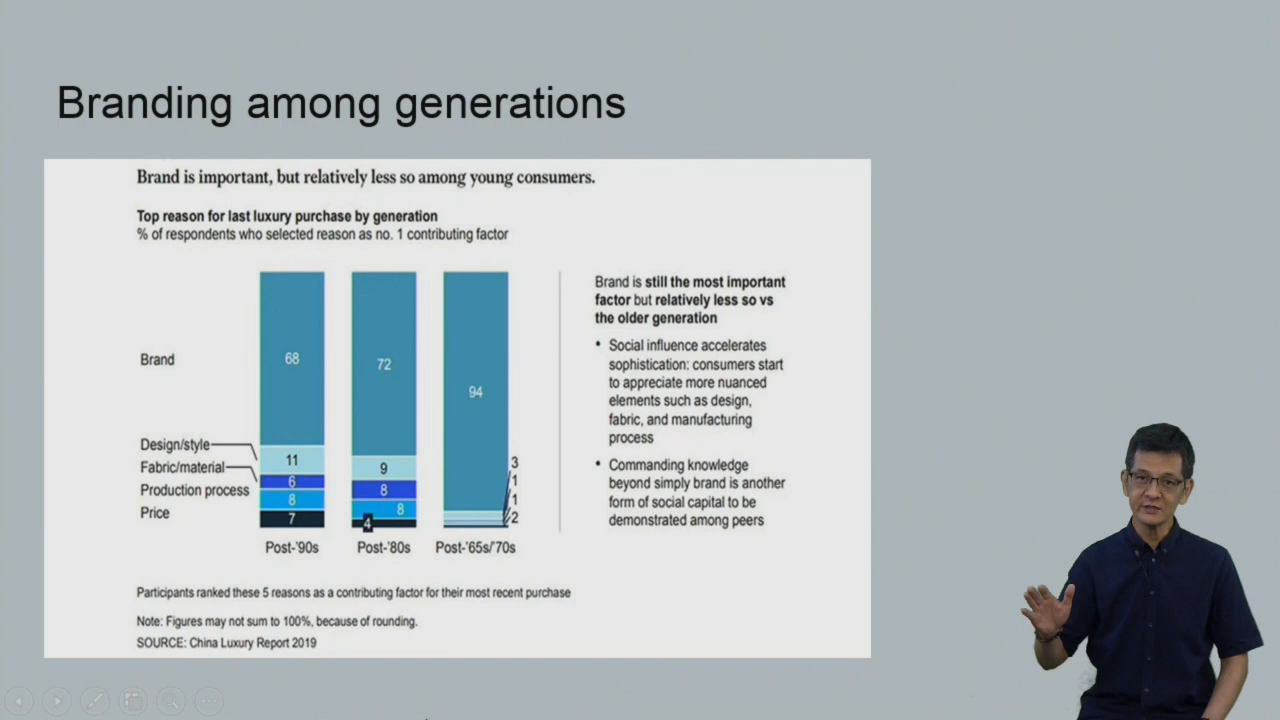 Branding among generations
Brand is important, but relatively less so among young consumers.
Top reason for last luxury purchase by generation
% of respondents who selected reason as no. 1 contributing factor
Brand
68
72
94
Design/style
11
9
3
Fabric/material
6
8
1
Production process
8
8
1
Price
7
4
2
Post-'90s
Post-'80s
Post-'65s/'70s
Brand is still the most important
factor but relatively less so vs
the older generation
• Social influence accelerates
sophistication: consumers start
to appreciate more nuanced
elements such as design,
fabric, and manufacturing
process
• Commanding knowledge
beyond simply brand is another
form of social capital to be
demonstrated among peers
Participants ranked these 5 reasons as a contributing factor for their most recent purchase
Note: Figures may not sum to 100%, because of rounding.
SOURCE: China Luxury Report 2019